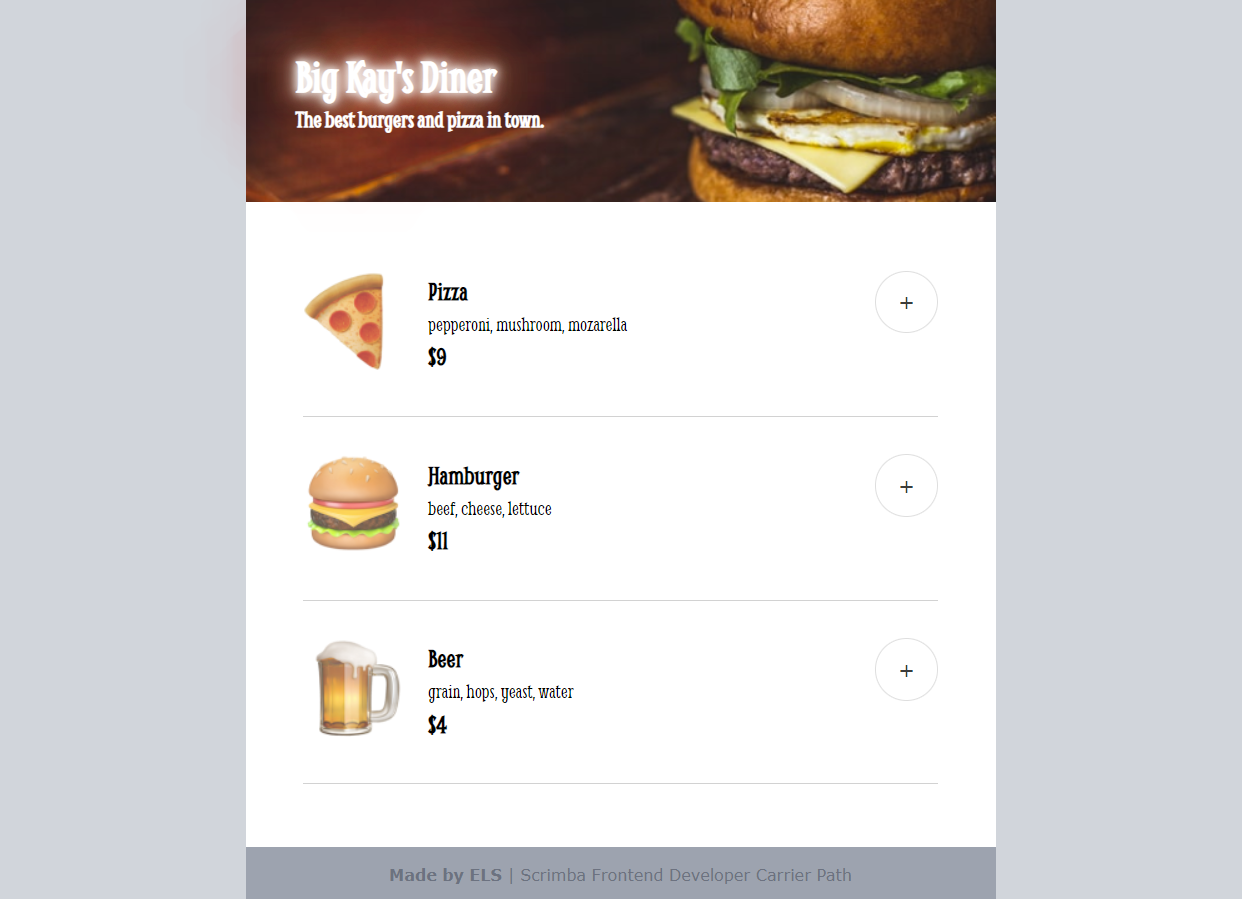 Big Kay's Diner
The best burgers and pizza in town.
Pizza
pepperoni, mushroom, mozarella
$9
+
Hamburger
beef, cheese, lettuce
$11
+
Beer
grain, hops, yeast, water
$4
+
Made by ELS | Scrimba Frontend Developer Carrier Path